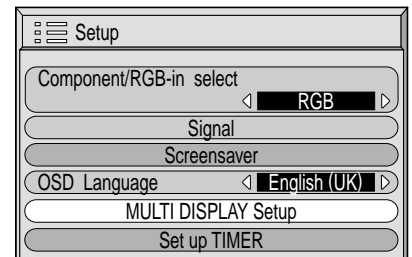 Setup
Component/RGB-in select
RGB
Signal
Screensaver
OSD Language English (UK)
MULTI DISPLAY Setup
Set up TIMER